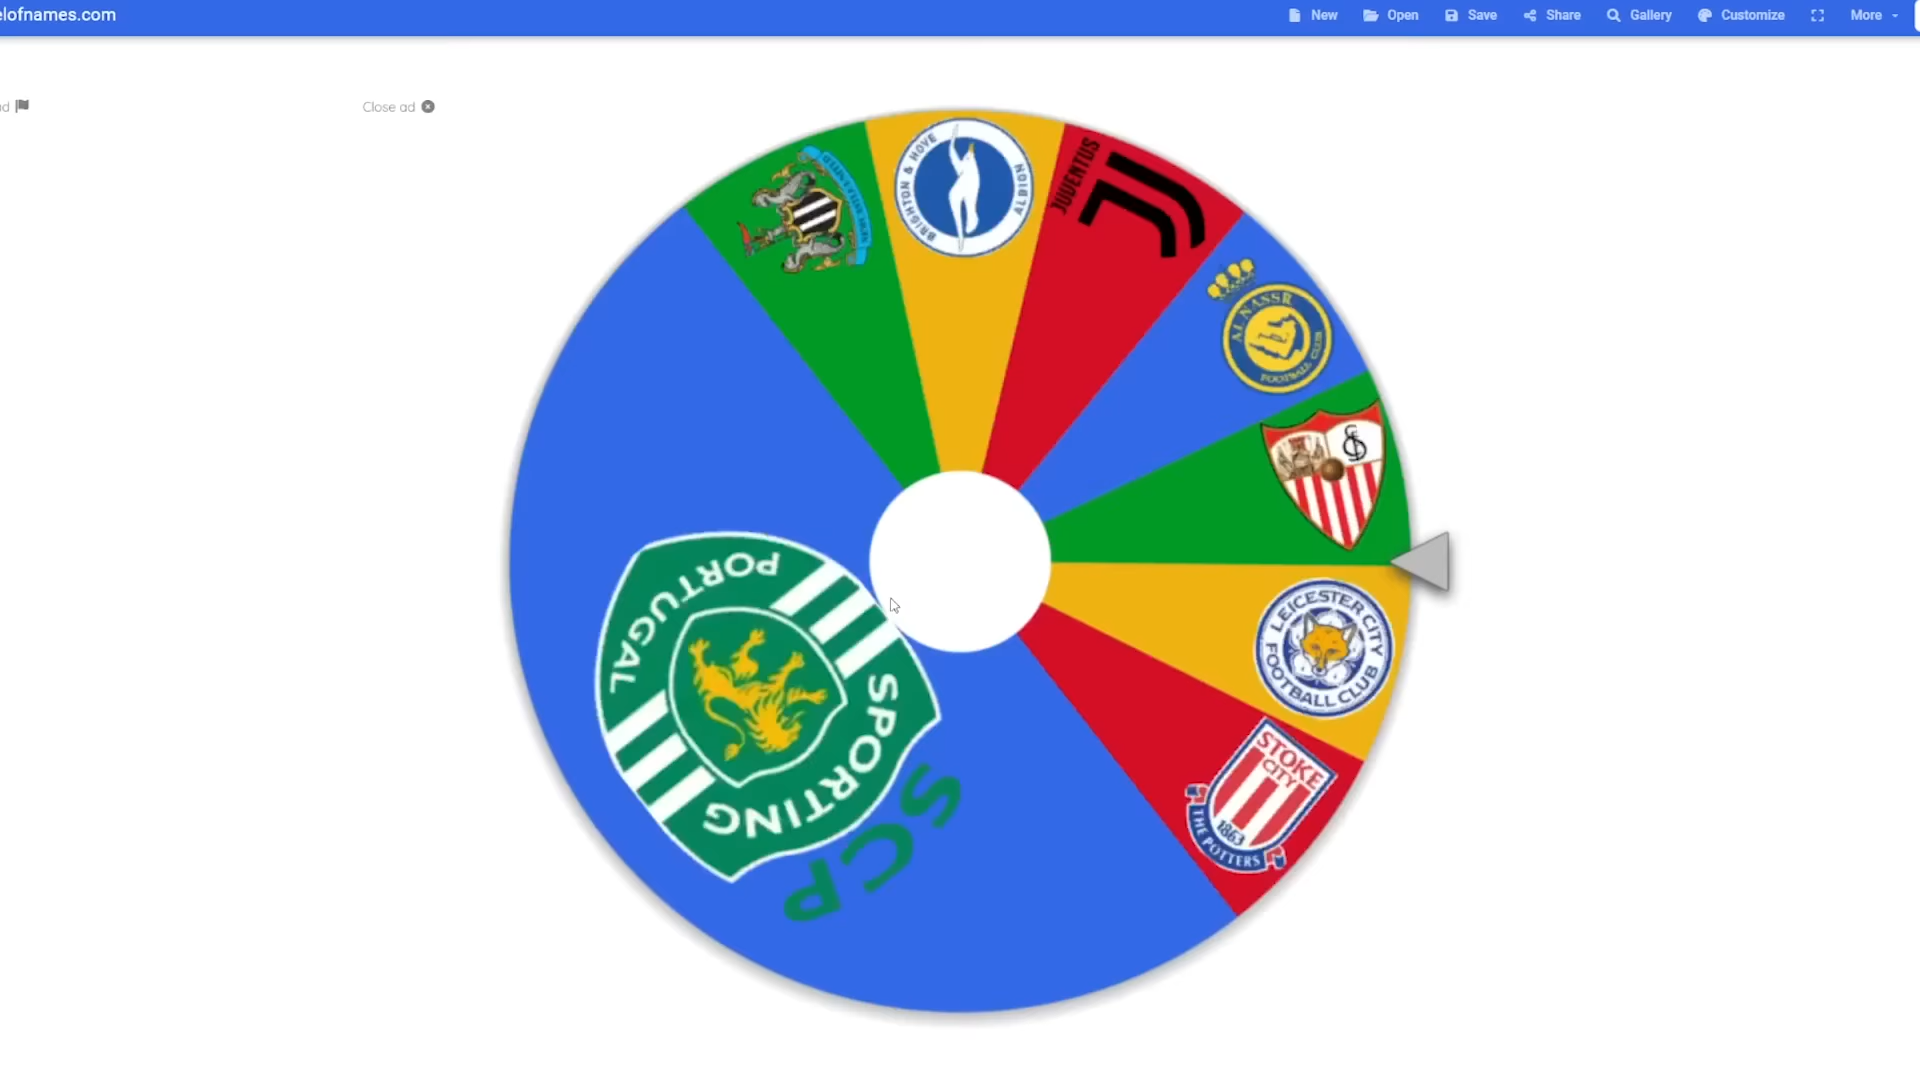 elofnames.com
New
Open
Save
Share
Gallery
Customize
More
Close ad
BRIGHTON & HOVE
ALBION
JUVENTUS
AL NASSR
FOOTBALL CLUB
LEICESTER CITY
FOOTBALL CLUB
STOKE
CITY
1863
THE POTTERS
PORTUGAL
SPORTING
SCP